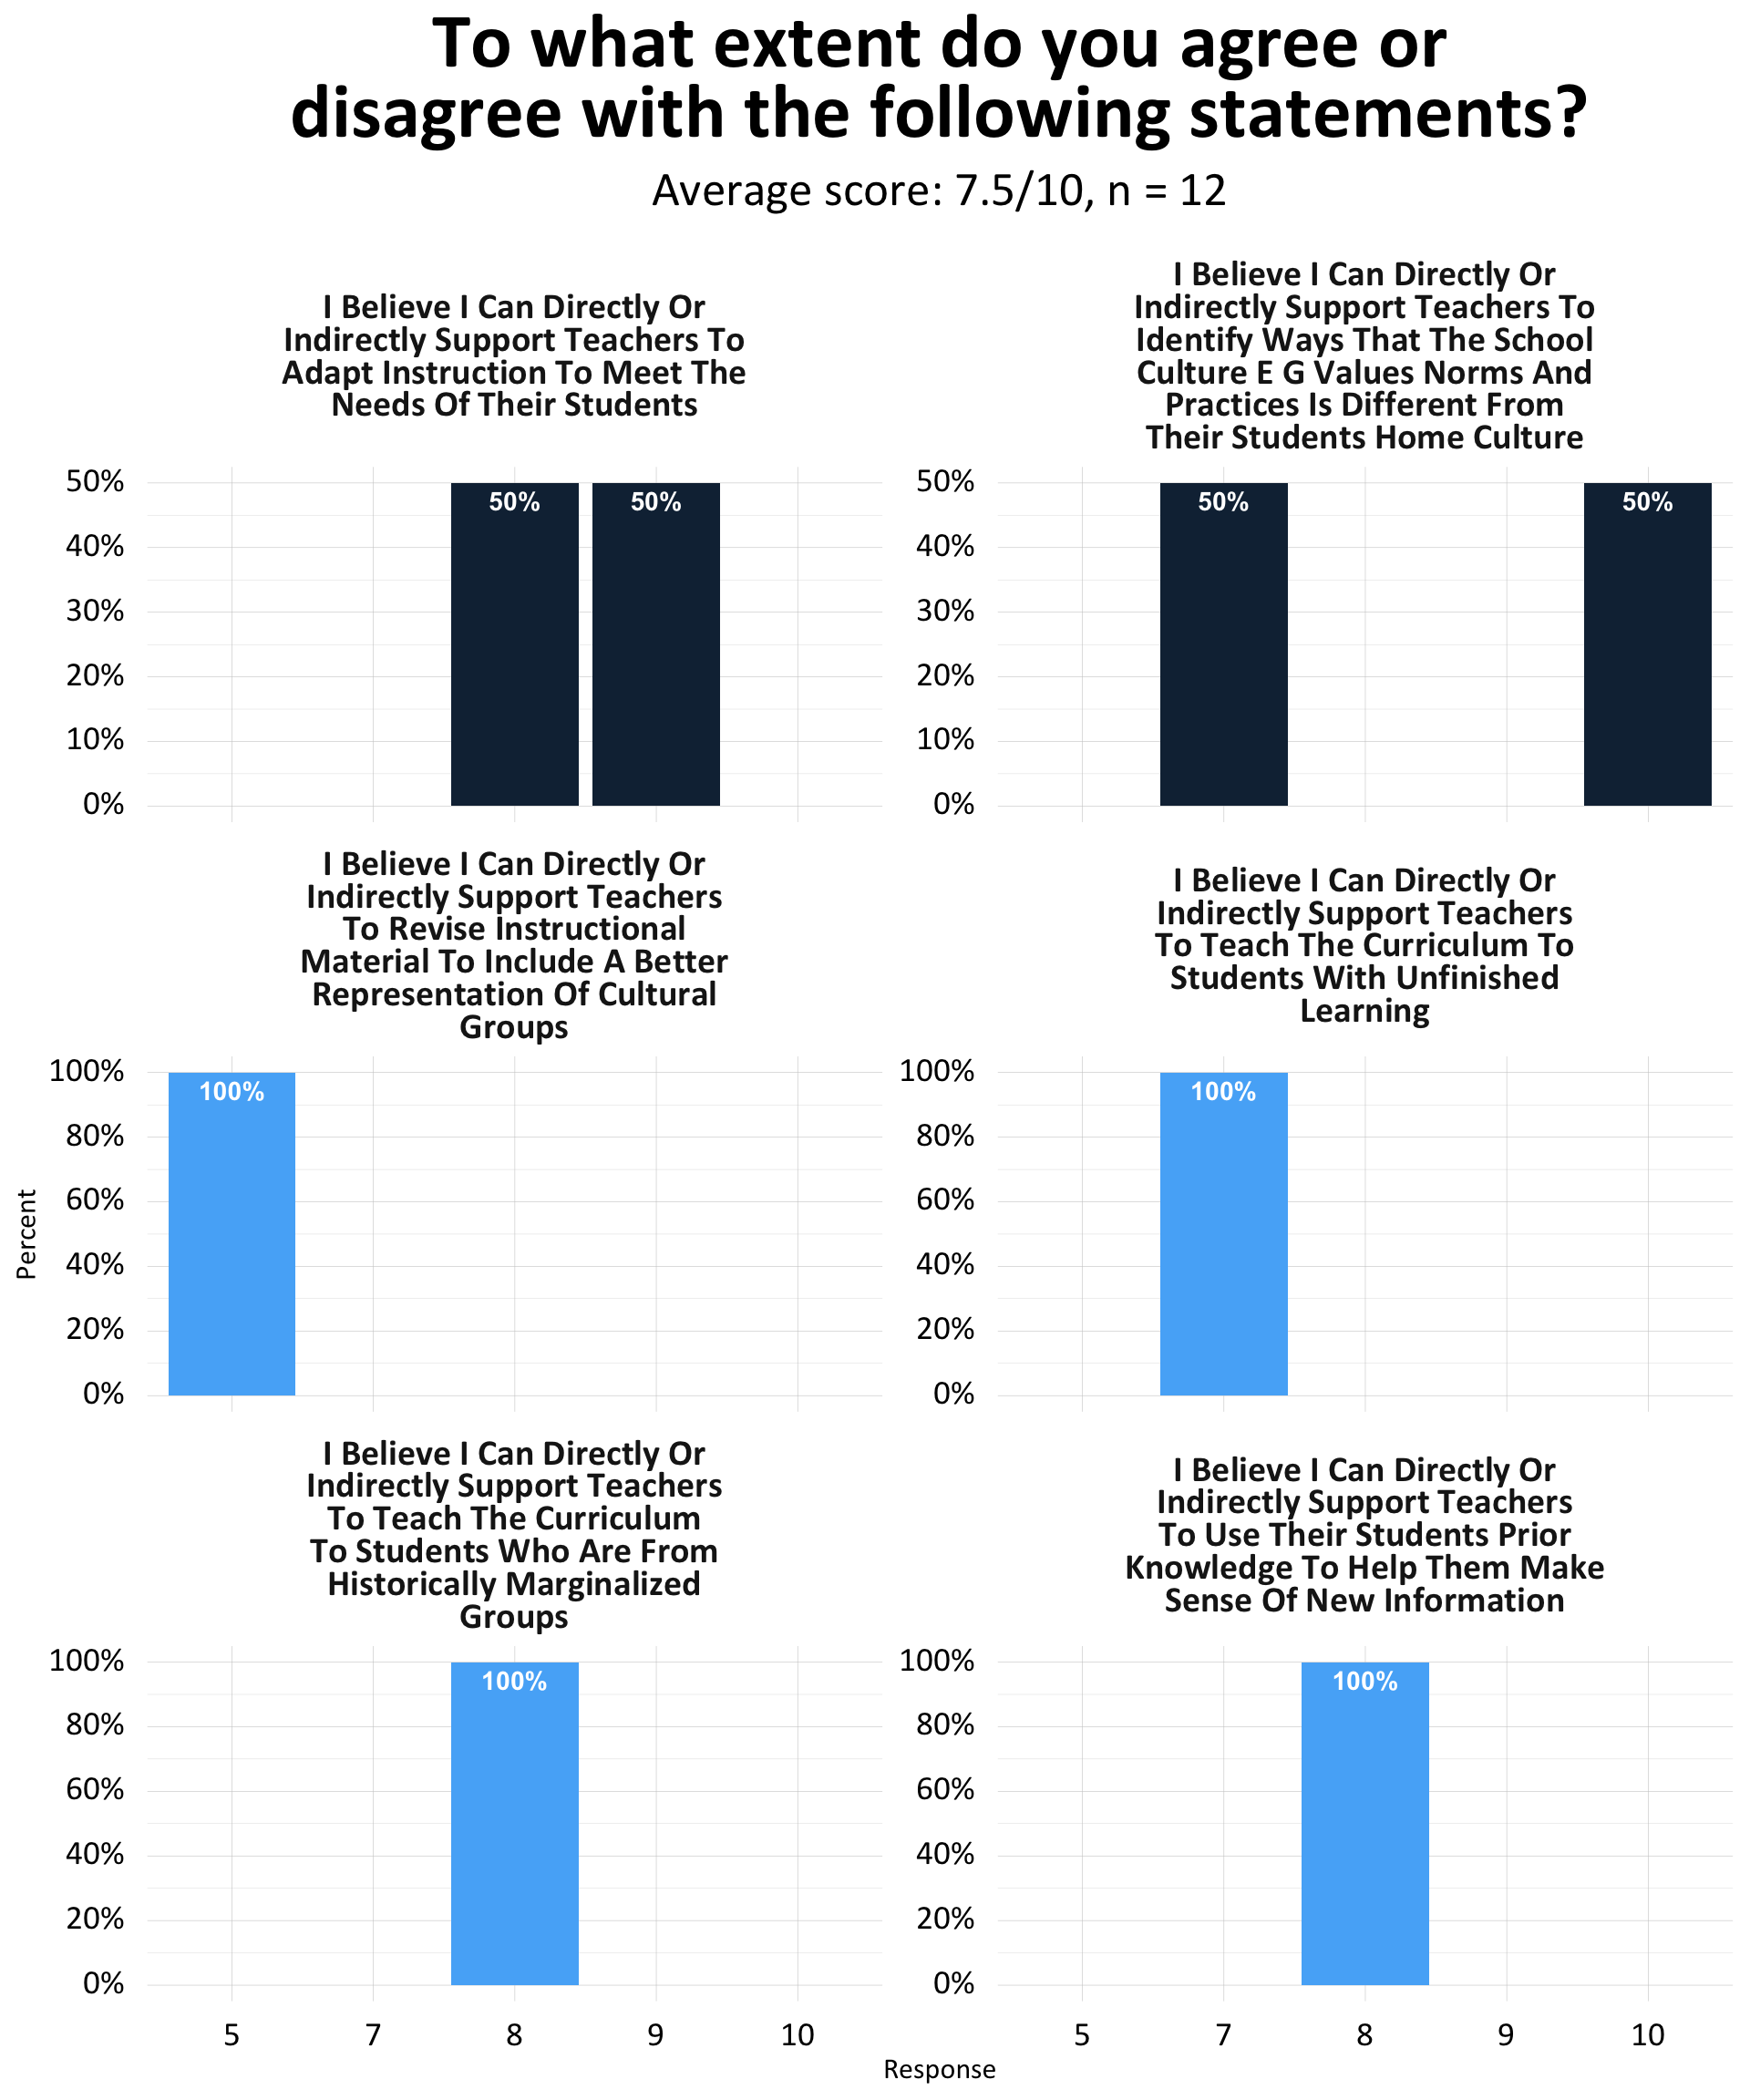 To what extent do you agree or
disagree with the following statements?
Average score: 7.5/10, n = 12
I Believe I Can Directly Or
Indirectly Support Teachers To
Adapt Instruction To Meet The
Needs Of Their Students
50%
40%
30%
20%
10%
0%
50%
50%
I Believe I Can Directly Or
Indirectly Support Teachers To
Identify Ways That The School
Culture E G Values Norms And
Practices Is Different From
Their Students Home Culture
50%
40%
30%
20%
10%
0%
50%
50%
I Believe I Can Directly Or
Indirectly Support Teachers
To Revise Instructional
Material To Include A Better
Representation Of Cultural
Groups
100%
80%
60%
40%
20%
0%
100%
I Believe I Can Directly Or
Indirectly Support Teachers
To Teach The Curriculum To
Students With Unfinished
Learning
100%
80%
60%
40%
20%
0%
100%
Percent
I Believe I Can Directly Or
Indirectly Support Teachers
To Teach The Curriculum
To Students Who Are From
Historically Marginalized
Groups
100%
80%
60%
40%
20%
0%
100%
5 7 8 9 10
I Believe I Can Directly Or
Indirectly Support Teachers
To Use Their Students Prior
Knowledge To Help Them Make
Sense Of New Information
100%
80%
60%
40%
20%
0%
100%
5 7 8 9 10
Response